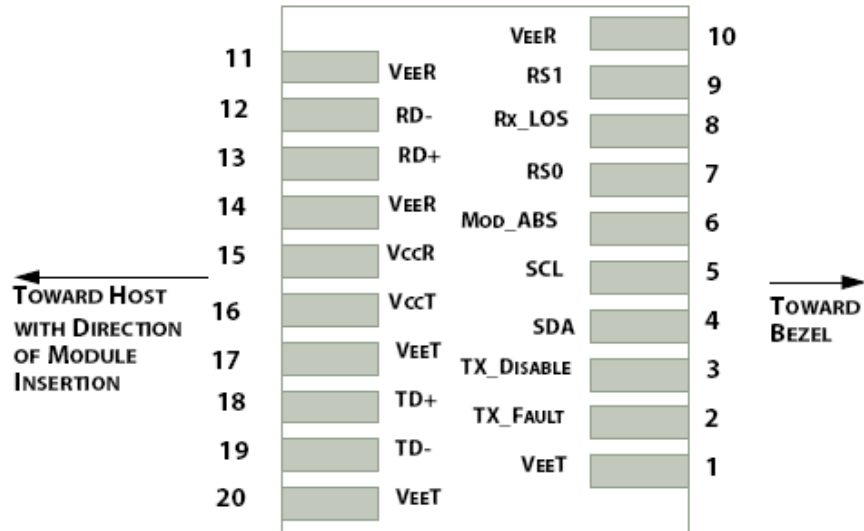 11 VEER
12 RD-
13 RD+
14 VEER
15 VCCR
16 VCCT
17 VEET
18 TD+
19 TD-
20 VEET
VEER 10
RS1 9
RX_LOS 8
RS0 7
MOD_ABS 6
SCL 5
SDA 4
TX_DISABLE 3
TX_FAULT 2
VEET 1
TOWARD HOST
WITH DIRECTION
OF MODULE
INSERTION
TOWARD
BEZEL